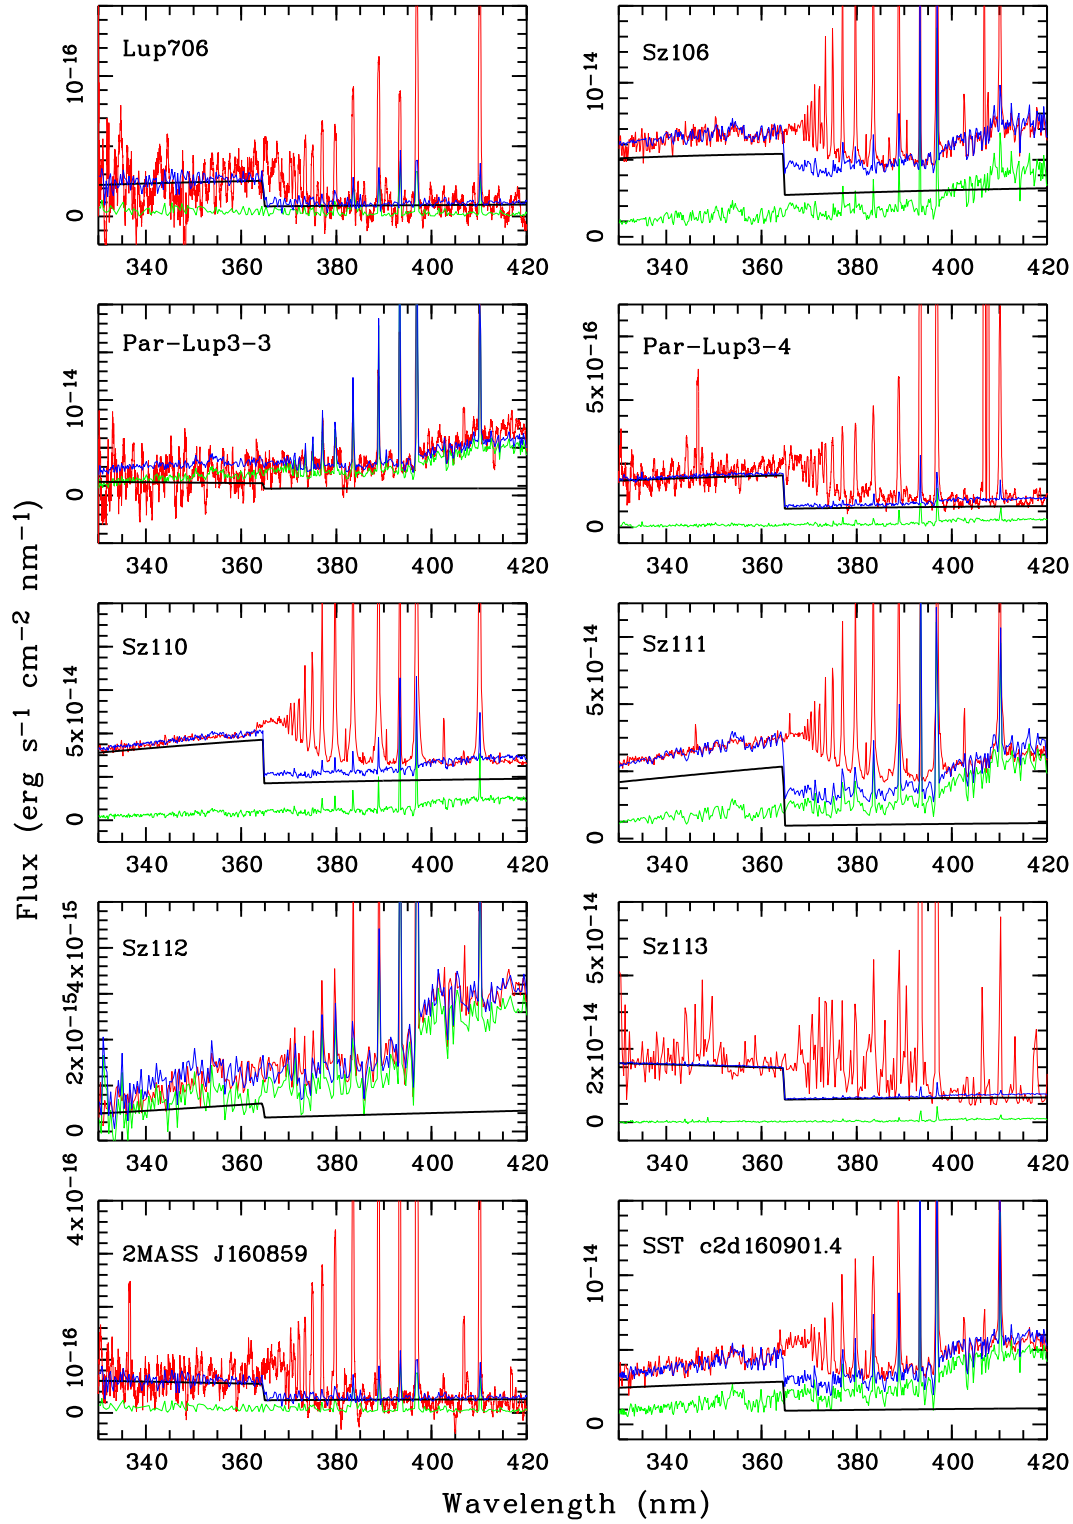 Lup706
10−16
0
340 360 380 400 420
Sz106
10−14
0
340 360 380 400 420
Par−Lup3−3
10−14
0
340 360 380 400 420
Par−Lup3−4
5x10−16
0
340 360 380 400 420
Sz110
5x10−14
0
340 360 380 400 420
Sz111
5x10−14
0
340 360 380 400 420
Sz112
4x10−15
2x10−15
0
340 360 380 400 420
Sz113
5x10−14
2x10−14
0
340 360 380 400 420
2MASS J160859
4x10−16
10−16
0
340 360 380 400 420
SST c2d160901.4
10−14
0
340 360 380 400 420
Flux (erg s−1 cm−2 nm−1)
Wavelength (nm)